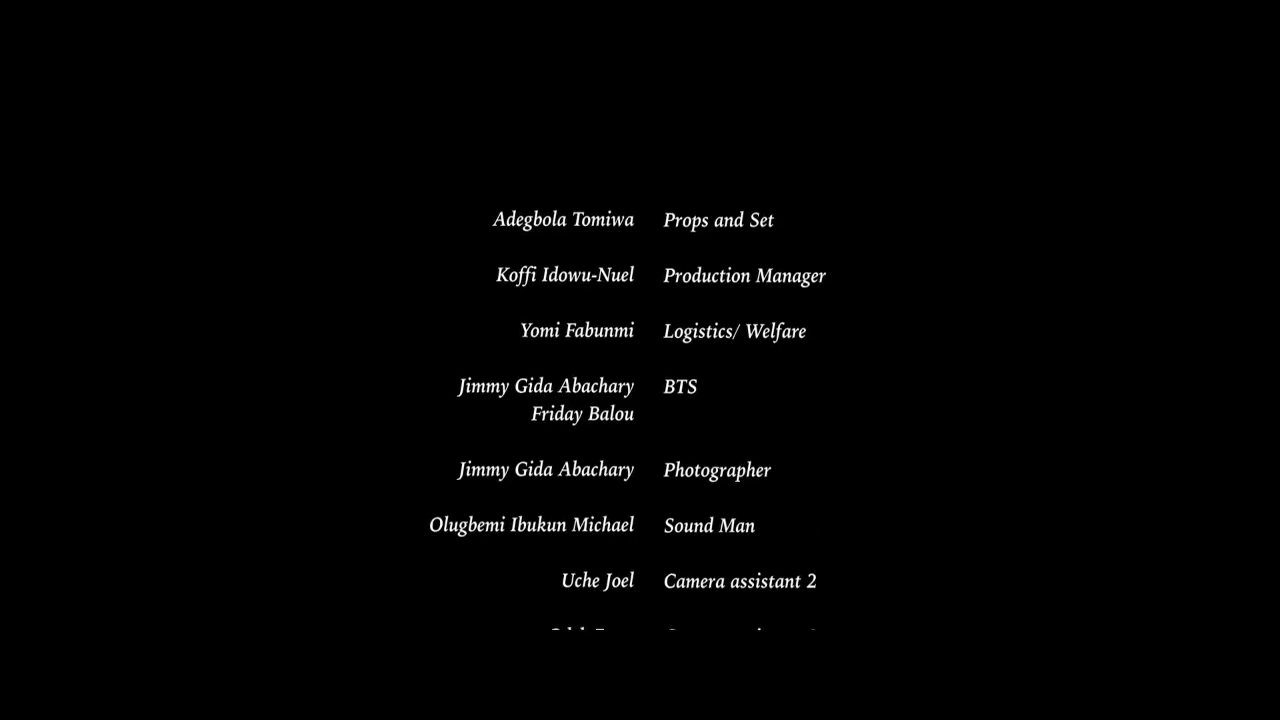 Adegbola Tomiwa Props and Set
Koffi Idowu-Nuel Production Manager
Yomi Fabunmi Logistics/ Welfare
Jimmy Gida Abachary BTS
Friday Balou
Jimmy Gida Abachary Photographer
Olugbemi Ibukun Michael Sound Man
Uche Joel Camera assistant 2